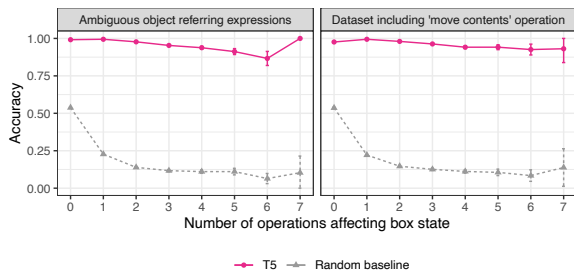 Ambiguous object referring expressions
Dataset including 'move contents' operation
Accuracy
1.00
0.75
0.50
0.25
0.00
0 1 2 3 4 5 6 7
0 1 2 3 4 5 6 7
Number of operations affecting box state
T5 Random baseline